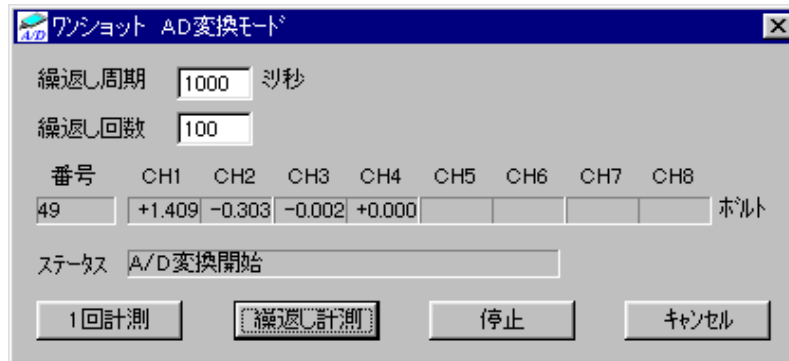 A/D ワンショット AD変換ﾓｰﾄﾞ
繰返し周期 1000 ﾐﾘ秒
繰返し回数 100
番号 CH1 CH2 CH3 CH4 CH5 CH6 CH7 CH8
49 +1.409 -0.303 -0.002 +0.000 ﾎﾞﾙﾄ
ｽﾃｰﾀｽ A/D変換開始
1回計測 繰返し計測 停止 ｷｬﾝｾﾙ